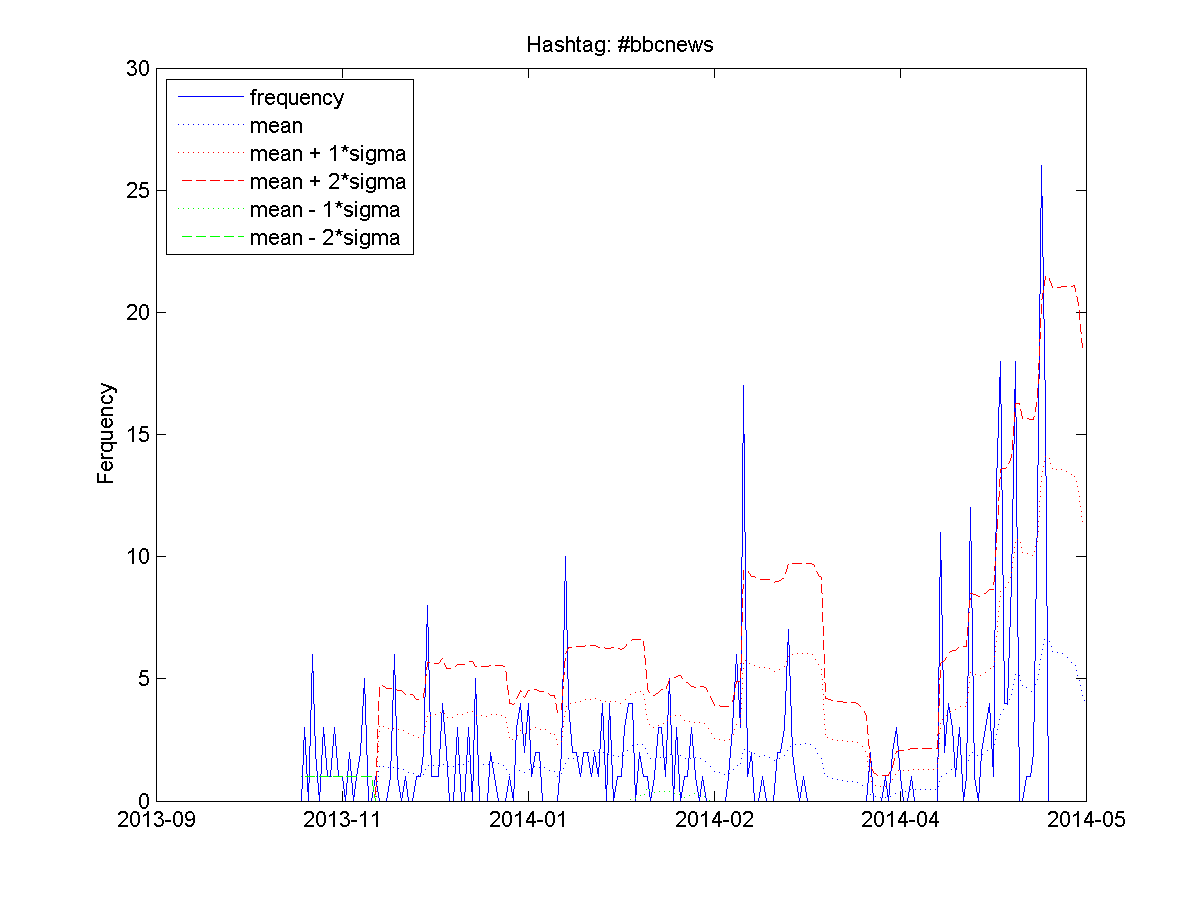 Hashtag: #bbcnews
30
25
20
15
10
5
0
Ferquency
frequency
mean
mean + 1*sigma
mean + 2*sigma
mean - 1*sigma
mean - 2*sigma
2013-09 2013-11 2014-01 2014-02 2014-04 2014-05